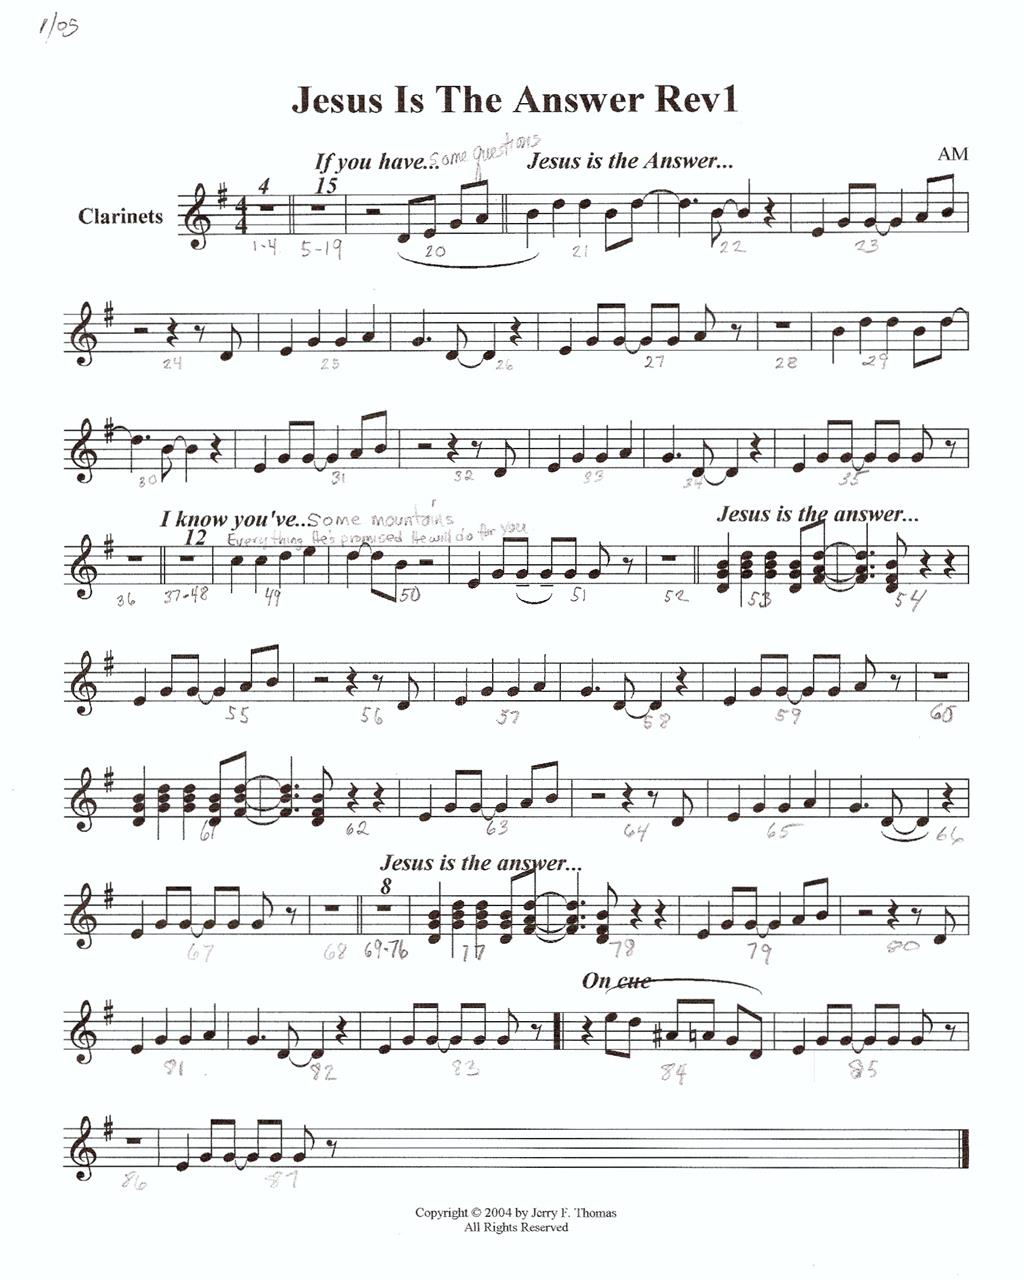 1/05
Jesus Is The Answer Rev1
If you have... Some questions Jesus is the Answer... AM
4 15
Clarinets
1-4 5-19 20 21 22 23
24 25 26 27 28 29
30 31 32 33 34 35
I know you've... Some mountains Jesus is the answer...
12 Everything He's promised He will do for you
36 37-48 49 50 51 52 53 54
55 56 57 58 59 60
61 62 63 64 65 66
Jesus is the answer...
8
67 68 69-76 77 78 79 80
On cue
81 82 83 84 85
86 87
Copyright © 2004 by Jerry F. Thomas
All Rights Reserved